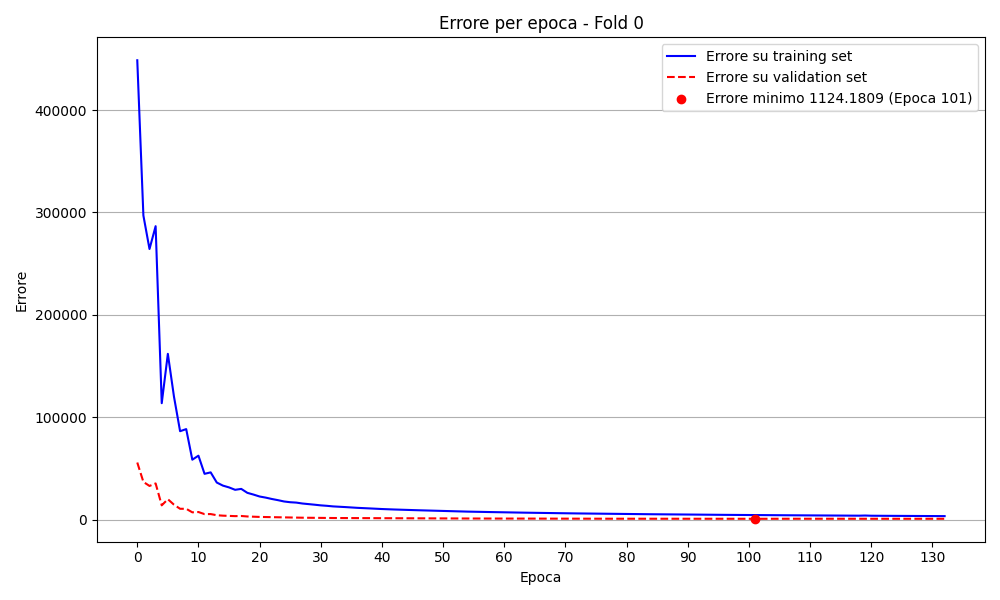 Errore per epoca - Fold 0
Errore su training set
Errore su validation set
Errore minimo 1124.1809 (Epoca 101)
400000
300000
200000
100000
0
Errore
0 10 20 30 40 50 60 70 80 90 100 110 120 130
Epoca